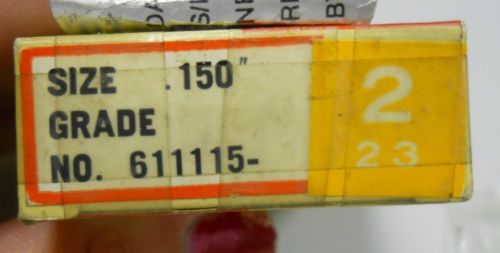 SIZE .150"
GRADE
NO. 611115-
2
23